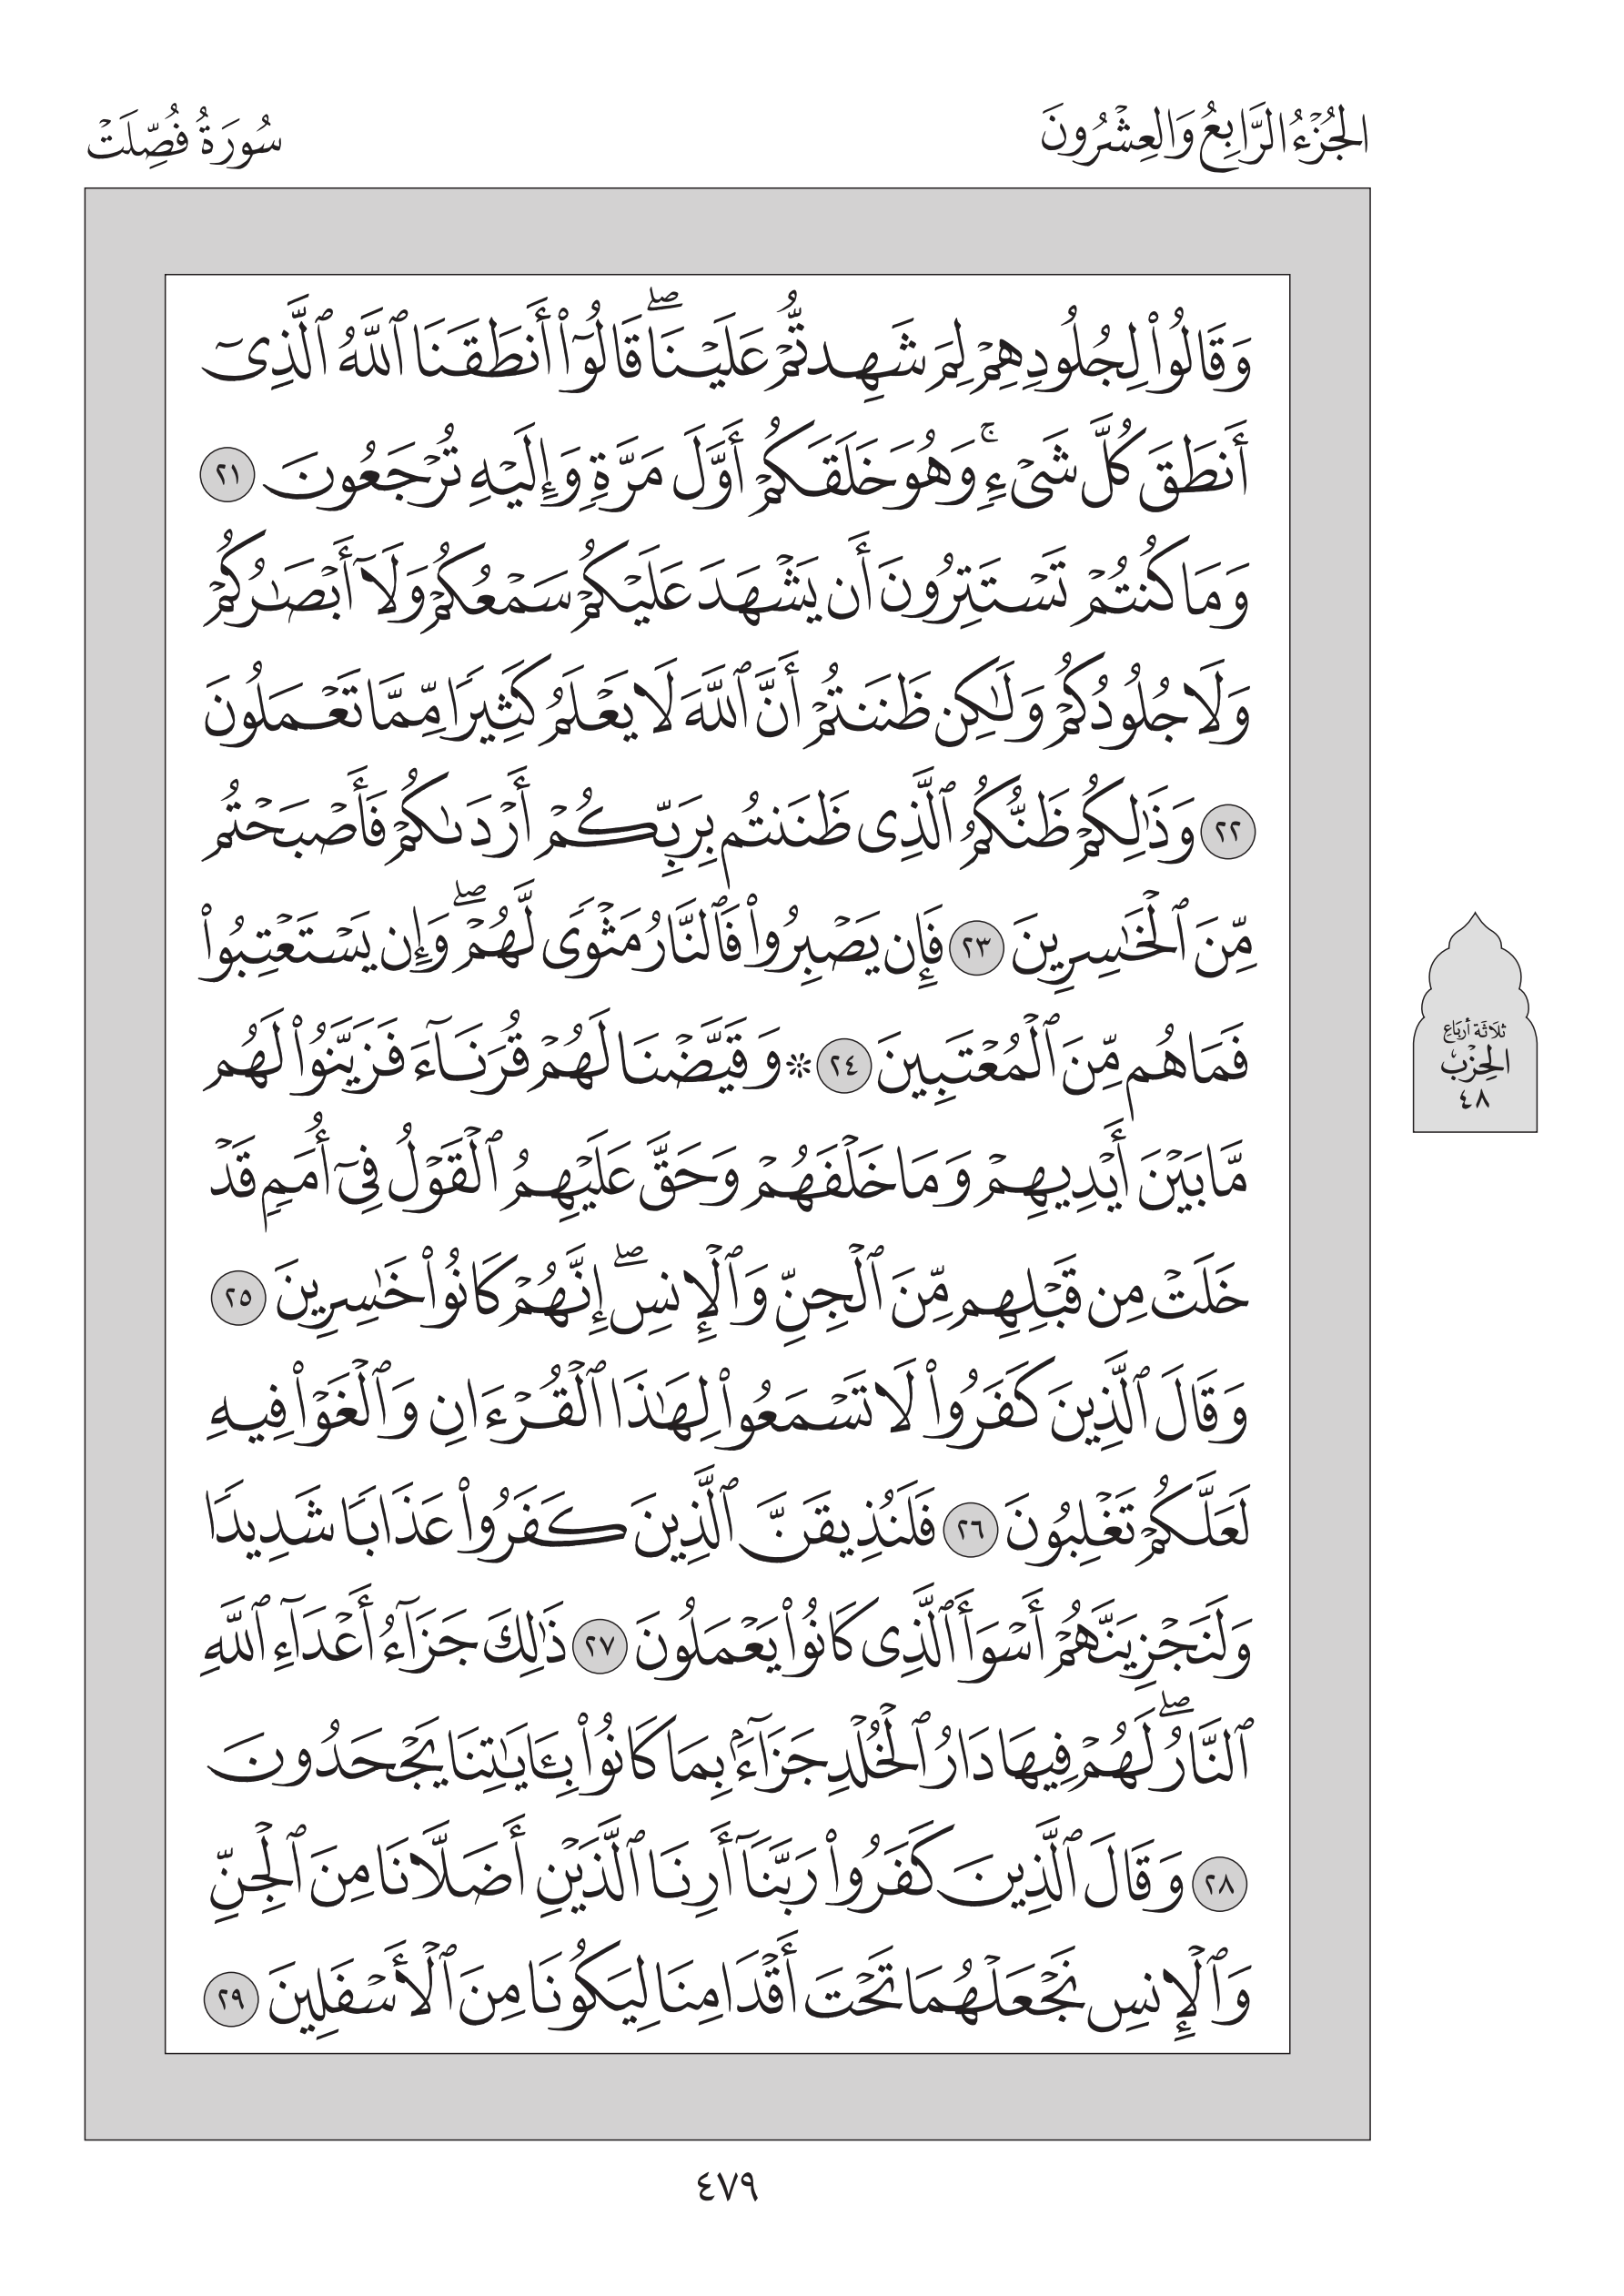 الجُزْءُ الرَّابِعُ وَالعِشْرُونَ
سُورَةُ فُصِّلَتْ
وَقَالُوا۟ لِجُلُودِهِمْ لِمَ شَهِدتُّمْ عَلَيْنَا ۖ قَالُوٓا۟ أَنطَقَنَا ٱللَّهُ ٱلَّذِىٓ
أَنطَقَ كُلَّ شَىْءٍ ۚ وَهُوَ خَلَقَكُمْ أَوَّلَ مَرَّةٍ وَإِلَيْهِ تُرْجَعُونَ ٢١
وَمَا كُنتُمْ تَسْتَتِرُونَ أَن يَشْهَدَ عَلَيْكُمْ سَمْعُكُمْ وَلَآ أَبْصَـٰرُكُمْ
وَلَا جُلُودُكُمْ وَلَـٰكِن ظَنَنتُمْ أَنَّ ٱللَّهَ لَا يَعْلَمُ كَثِيرًا مِّمَّا تَعْمَلُونَ
٢٢ وَذَٰلِكُمْ ظَنُّكُمُ ٱلَّذِى ظَنَنتُم بِرَبِّكُمْ أَرْدَىٰكُمْ فَأَصْبَحْتُم
مِّنَ ٱلْخَـٰسِرِينَ ٢٣ فَإِن يَصْبِرُوا۟ فَٱلنَّارُ مَثْوًى لَّهُمْ ۖ وَإِن يَسْتَعْتِبُوا۟
فَمَا هُم مِّنَ ٱلْمُعْتَبِينَ ٢٤ ۞ وَقَيَّضْنَا لَهُمْ قُرَنَآءَ فَزَيَّنُوا۟ لَهُم
مَّا بَيْنَ أَيْدِيهِمْ وَمَا خَلْفَهُمْ وَحَقَّ عَلَيْهِمُ ٱلْقَوْلُ فِىٓ أُمَمٍ قَدْ
خَلَتْ مِن قَبْلِهِم مِّنَ ٱلْجِنِّ وَٱلْإِنسِ ۖ إِنَّهُمْ كَانُوا۟ خَـٰسِرِينَ ٢٥
وَقَالَ ٱلَّذِينَ كَفَرُوا۟ لَا تَسْمَعُوا۟ لِهَـٰذَا ٱلْقُرْءَانِ وَٱلْغَوْا۟ فِيهِ
لَعَلَّكُمْ تَغْلِبُونَ ٢٦ فَلَنُذِيقَنَّ ٱلَّذِينَ كَفَرُوا۟ عَذَابًا شَدِيدًا
وَلَنَجْزِيَنَّهُمْ أَسْوَأَ ٱلَّذِى كَانُوا۟ يَعْمَلُونَ ٢٧ ذَٰلِكَ جَزَآءُ أَعْدَآءِ ٱللَّهِ
ٱلنَّارُ ۖ لَهُمْ فِيهَا دَارُ ٱلْخُلْدِ جَزَآءًۢ بِمَا كَانُوا۟ بِـَٔايَـٰتِنَا يَجْحَدُونَ
٢٨ وَقَالَ ٱلَّذِينَ كَفَرُوا۟ رَبَّنَآ أَرِنَا ٱلَّذَيْنِ أَضَلَّانَا مِنَ ٱلْجِنِّ
وَٱلْإِنسِ نَجْعَلْهُمَا تَحْتَ أَقْدَامِنَا لِيَكُونَا مِنَ ٱلْأَسْفَلِينَ ٢٩
ثلاثة أرباع
الحِزْب
٤٨
٤٧٩